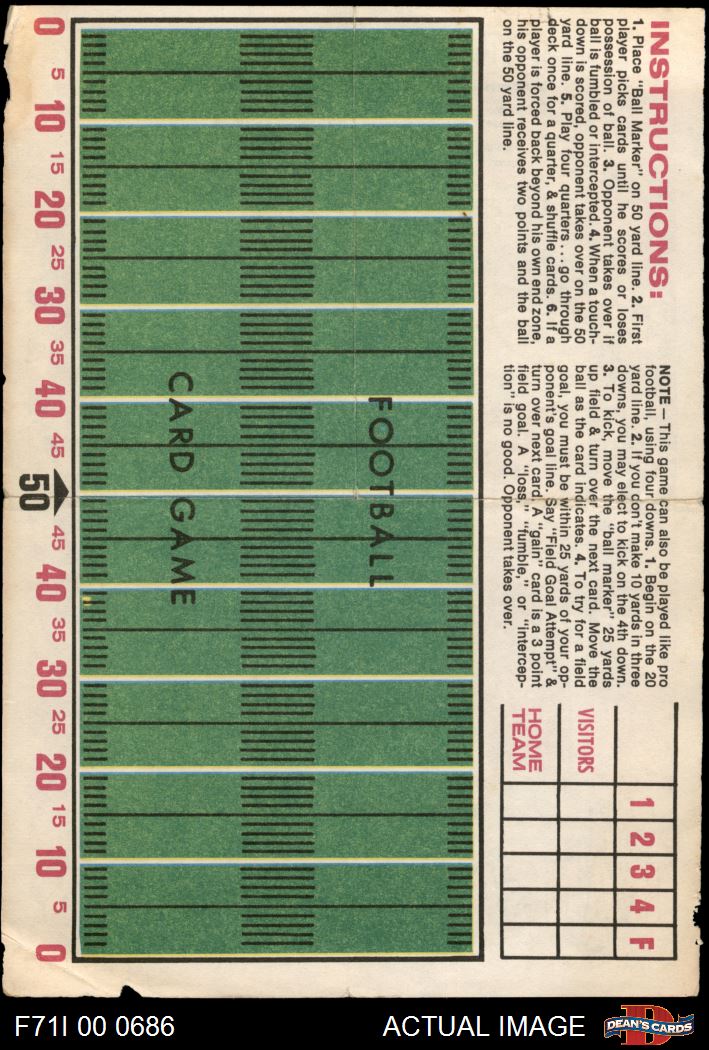 INSTRUCTIONS:
1. Place "Ball Marker" on 50 yard line. 2. First
player picks cards until he scores or loses
possession of ball. 3. Opponent takes over if
ball is fumbled or intercepted. 4. When a touch-
down is scored, opponent takes over on the 50
yard line. 5. Play four quarters . . . go through
deck once for a quarter, & shuffle cards. 6. If a
player is forced back beyond his own end zone,
his opponent receives two points and the ball
on the 50 yard line.
NOTE — This game can also be played like pro
football, using four downs. 1. Begin on the 20
yard line. 2. If you don't make 10 yards in three
downs, you may elect to kick on the 4th down.
3. To kick, move the "ball marker" 25 yards
up field & turn over the next card. Move the
ball as the card indicates. 4. To try for a field
goal, you must be within 25 yards of your op-
ponent's goal line. Say "Field Goal Attempt" &
turn over next card. A "gain" card is a 3 point
field goal. A "loss," "fumble," or "intercep-
tion" is no good. Opponent takes over.
1 2 3 4 F
VISITORS
HOME
TEAM
FOOTBALL
CARD GAME
0 5 10 15 20 25 30 35 40 45 50 45 40 35 30 25 20 15 10 5 0
F71I 00 0686
ACTUAL IMAGE
D
DEAN'S CARDS